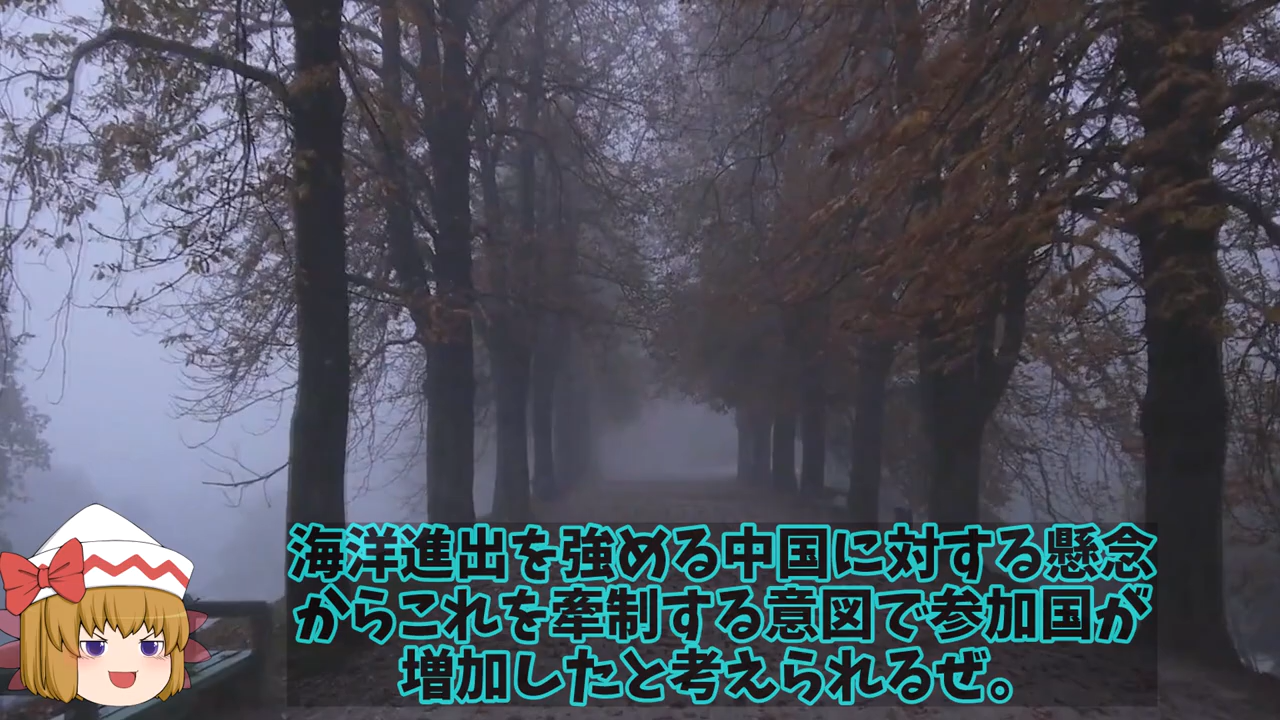 海洋進出を強める中国に対する懸念
からこれを牽制する意図で参加国が
増加したと考えられるぜ。